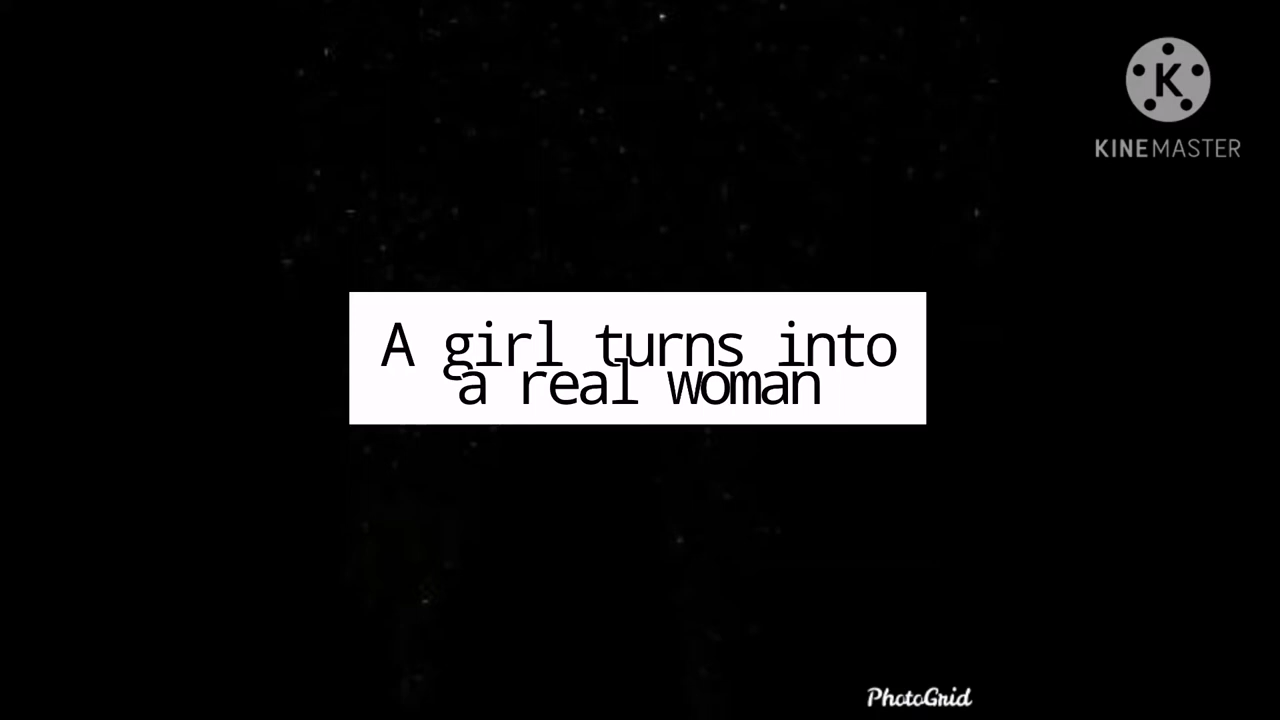 K
KINEMASTER
A girl turns into
a real woman
PhotoGrid